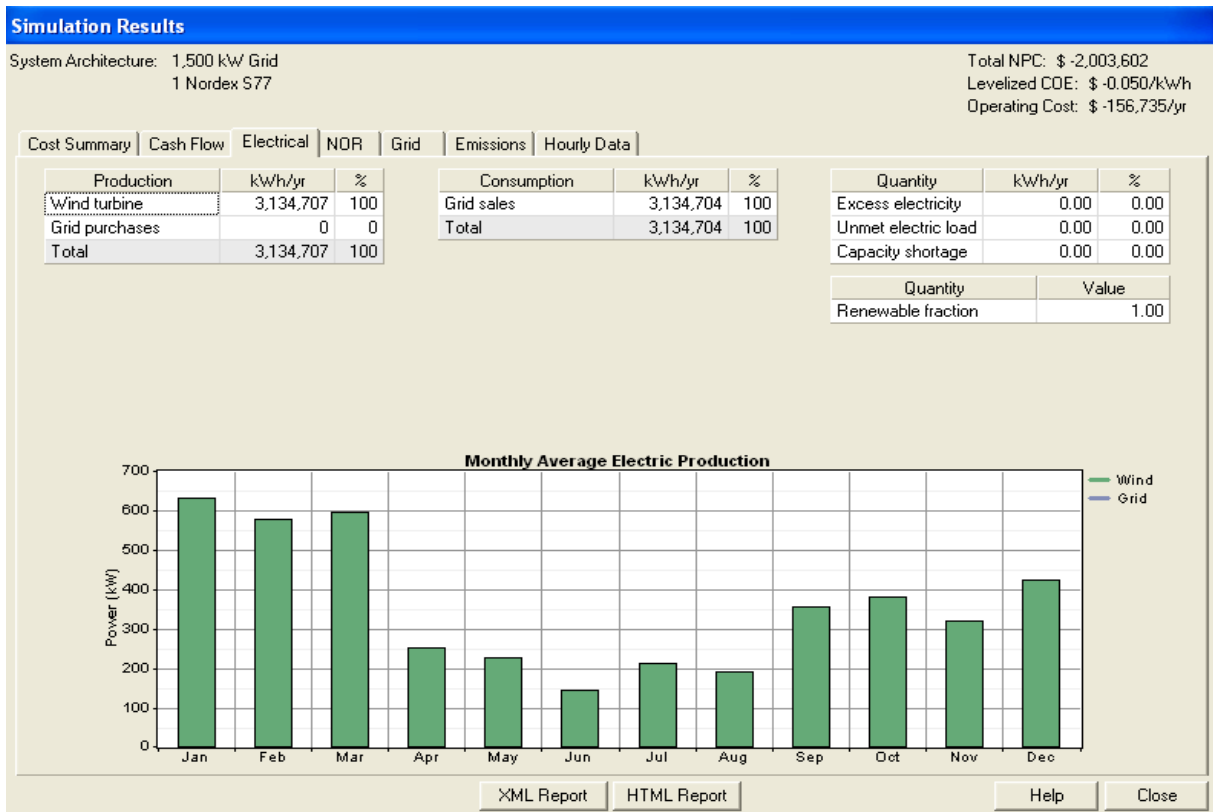 Simulation Results
System Architecture: 1,500 kW Grid
1 Nordex S77
Total NPC: $ -2,003,602
Levelized COE: $ -0.050/kWh
Operating Cost: $ -156,735/yr
Cost Summary Cash Flow Electrical NOR Grid Emissions Hourly Data
Production kWh/yr %
Wind turbine 3,134,707 100
Grid purchases 0 0
Total 3,134,707 100
Consumption kWh/yr %
Grid sales 3,134,704 100
Total 3,134,704 100
Quantity kWh/yr %
Excess electricity 0.00 0.00
Unmet electric load 0.00 0.00
Capacity shortage 0.00 0.00
Quantity Value
Renewable fraction 1.00
Monthly Average Electric Production
Wind
Grid
Power (kW)
700
600
500
400
300
200
100
0
Jan Feb Mar Apr May Jun Jul Aug Sep Oct Nov Dec
XML Report HTML Report Help Close